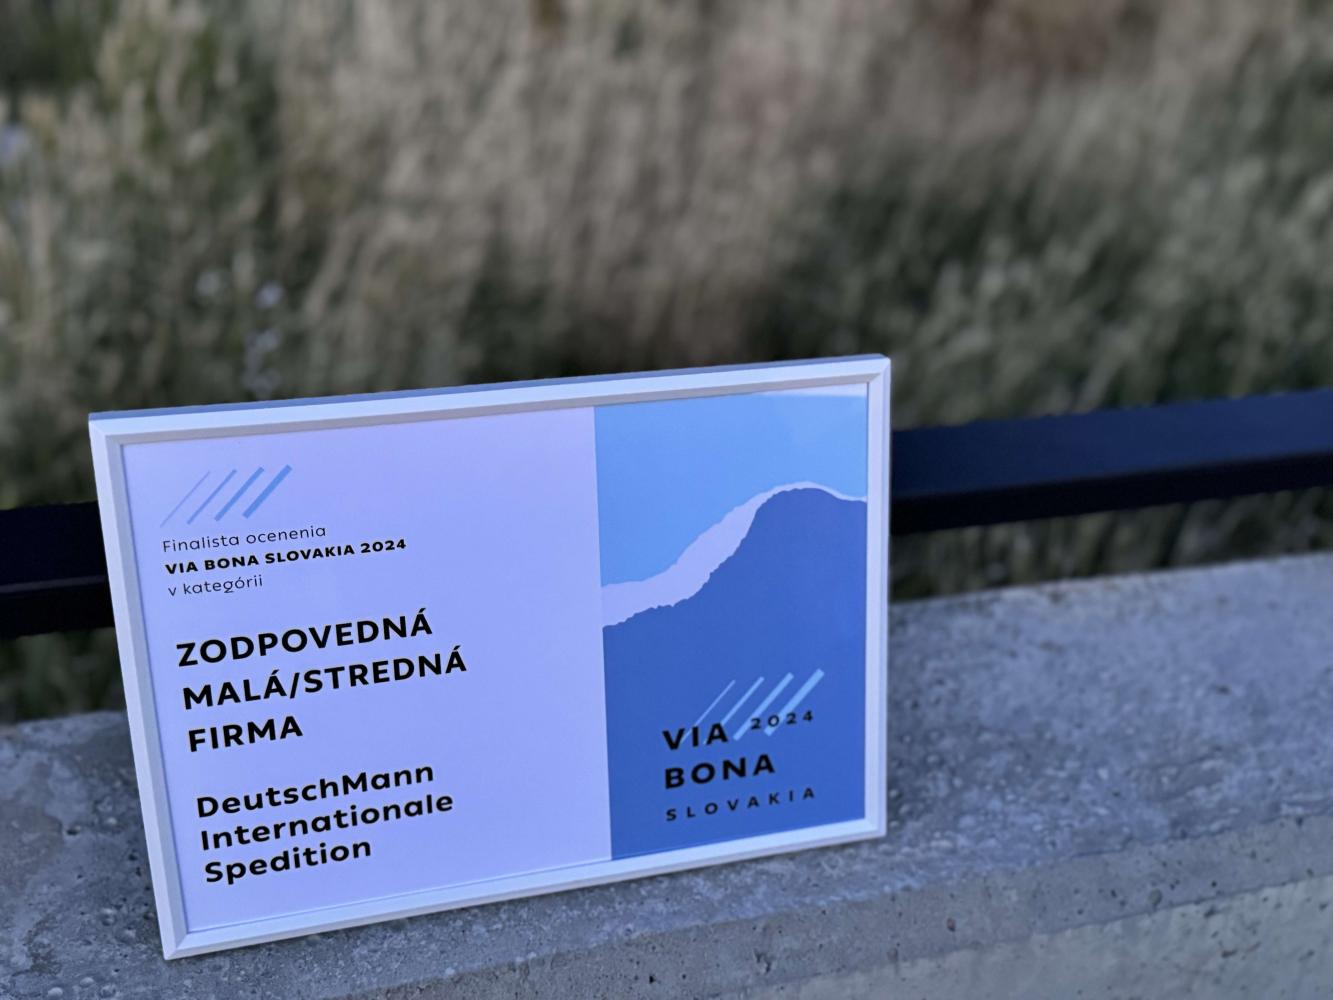 Finalista ocenenia
VIA BONA SLOVAKIA 2024
v kategórii
ZODPOVEDNÁ
MALÁ/STREDNÁ
FIRMA
DeutschMann
Internationale
Spedition
VIA 2024
BONA
SLOVAKIA